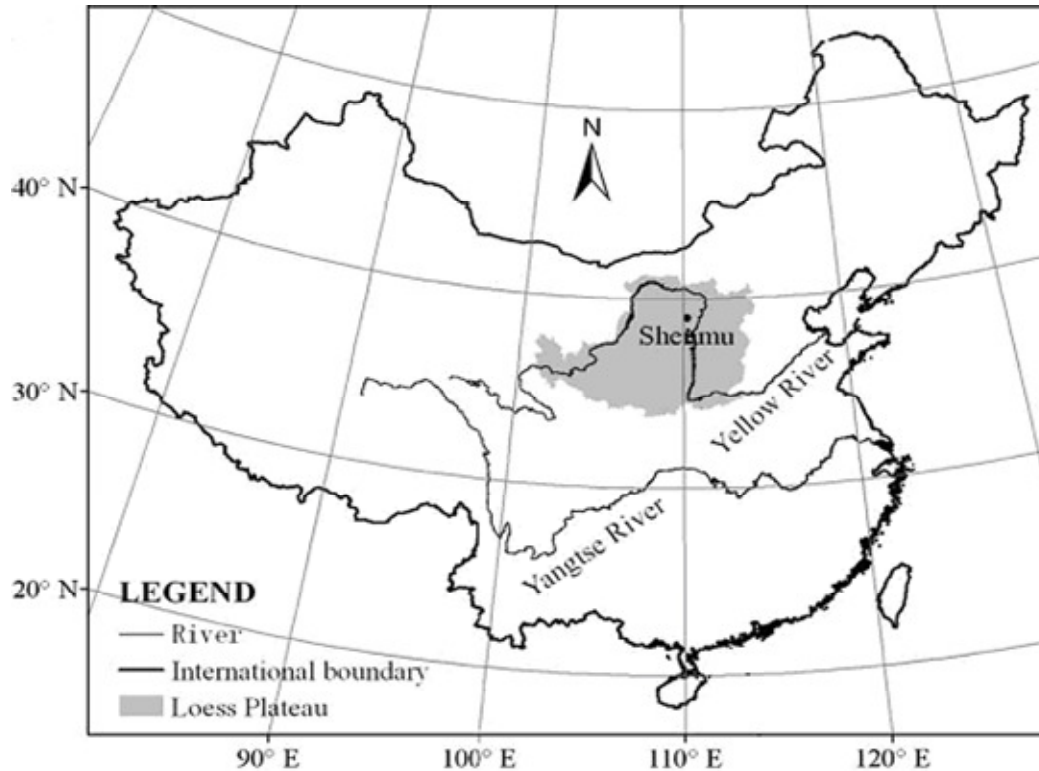 N
40° N
30° N
20° N
Shenmu
Yellow River
Yangtse River
LEGEND
River
International boundary
Loess Plateau
90° E
100° E
110° E
120° E